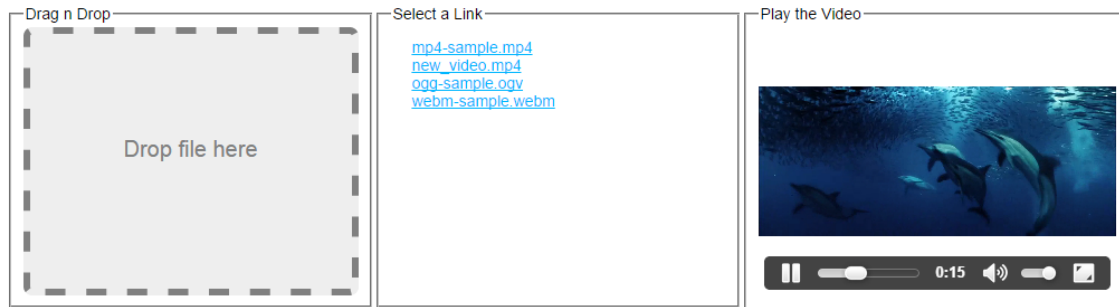 Drag n Drop
Drop file here
Select a Link
mp4-sample.mp4
new_video.mp4
ogg-sample.ogv
webm-sample.webm
Play the Video
0:15